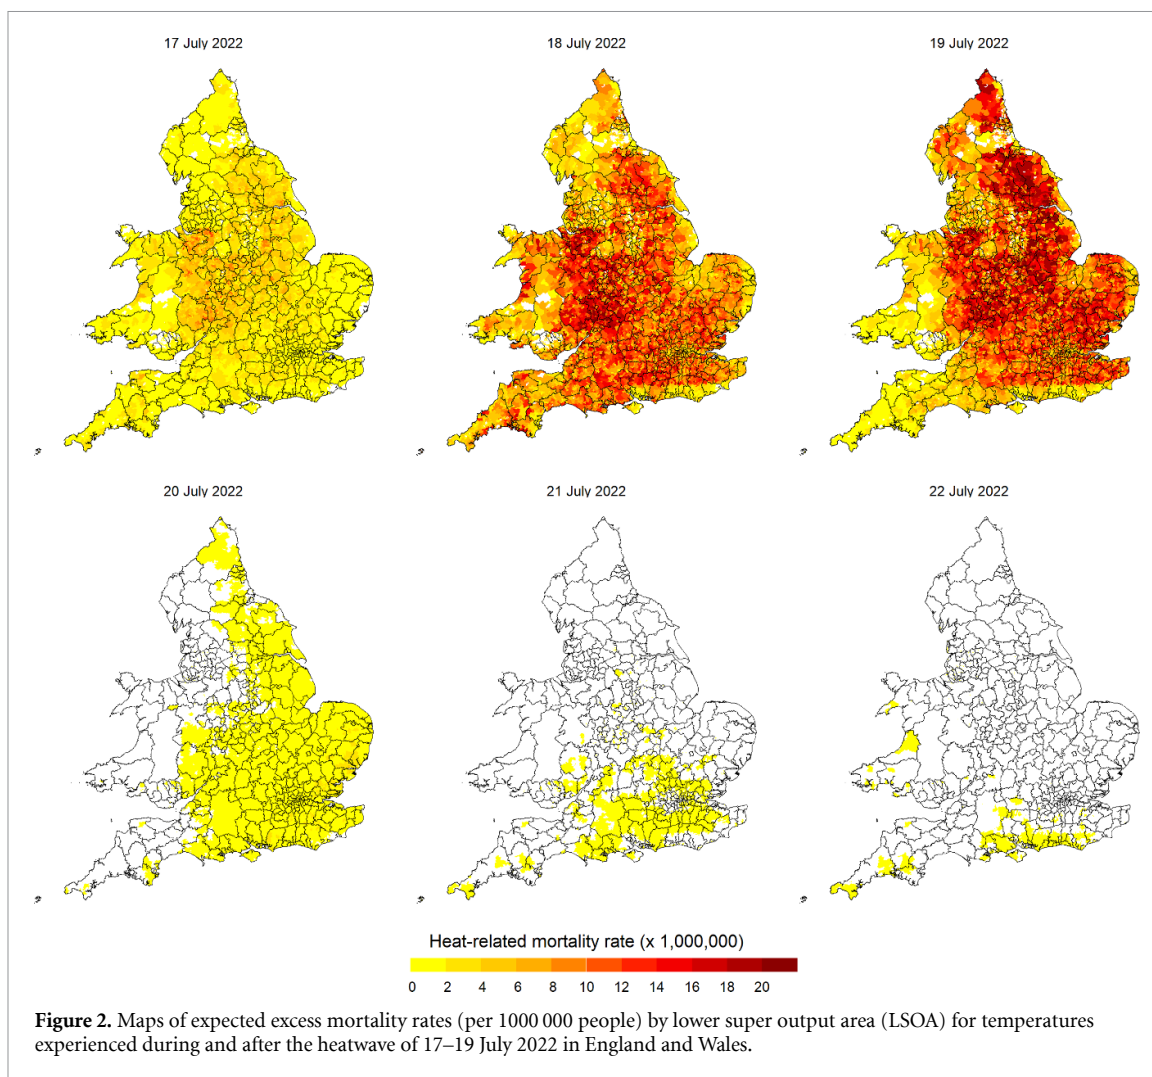 17 July 2022
18 July 2022
19 July 2022
20 July 2022
21 July 2022
22 July 2022
Heat-related mortality rate (x 1,000,000)
0 2 4 6 8 10 12 14 16 18 20
Figure 2. Maps of expected excess mortality rates (per 1000 000 people) by lower super output area (LSOA) for temperatures
experienced during and after the heatwave of 17–19 July 2022 in England and Wales.